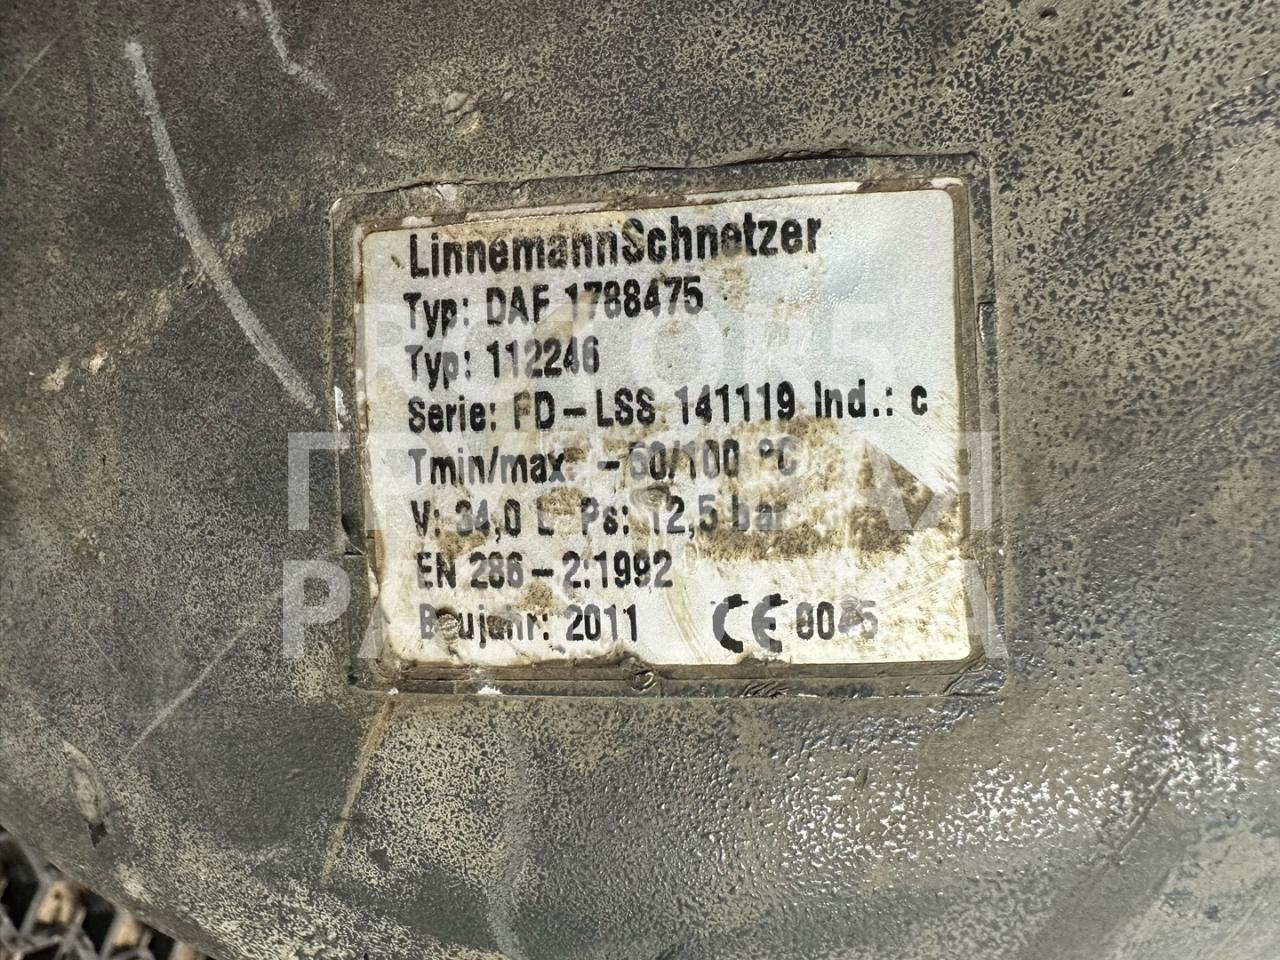 LinnemannSchnetzer
Typ: DAF 1788475
Typ: 112246
Serie: FD-LSS 141119 Ind.: c
Tmin/max. -50/100 °C
V: 34,0 L Ps: 12,5 bar
EN 286-2:1992
Baujahr: 2011 CE 0045